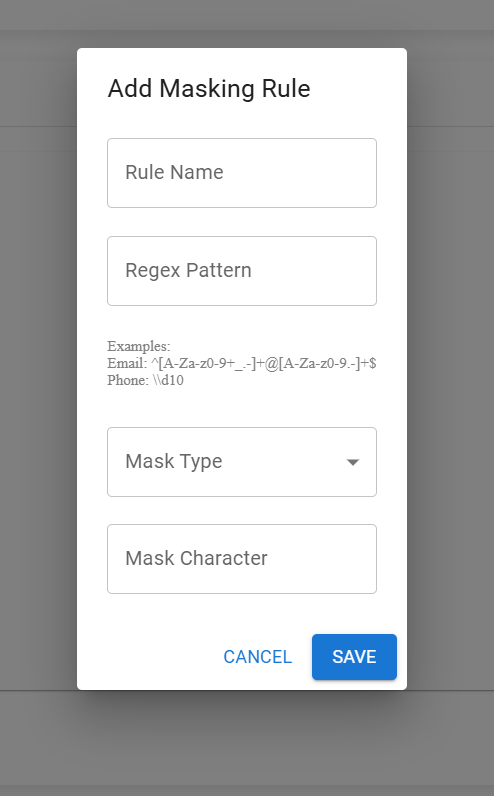 Add Masking Rule
Rule Name
Regex Pattern
Examples:
Email: ^[A-Za-z0-9+_.-]+@[A-Za-z0-9.-]+$
Phone: \\d10
Mask Type
Mask Character
CANCEL
SAVE